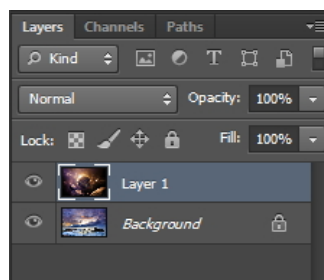 Layers Channels Paths
Kind T
Normal Opacity: 100%
Lock: Fill: 100%
Layer 1
Background